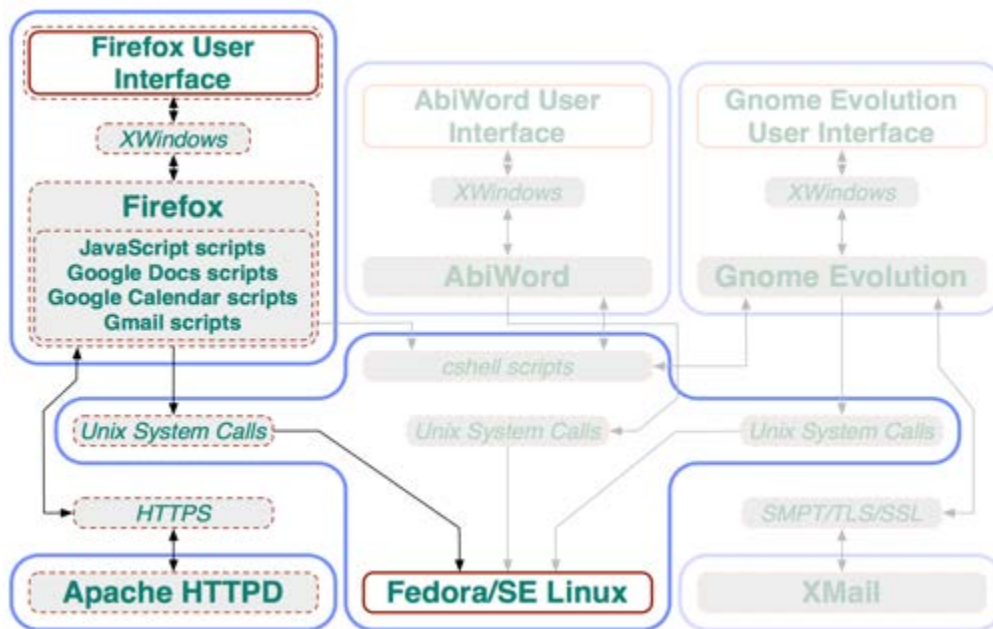 Firefox User
Interface
AbiWord User
Interface
Gnome Evolution
User Interface
XWindows
XWindows
XWindows
Firefox
JavaScript scripts
Google Docs scripts
Google Calendar scripts
Gmail scripts
AbiWord
Gnome Evolution
cshell scripts
Unix System Calls
Unix System Calls
Unix System Calls
HTTPS
SMPT/TLS/SSL
Apache HTTPD
Fedora/SE Linux
XMail